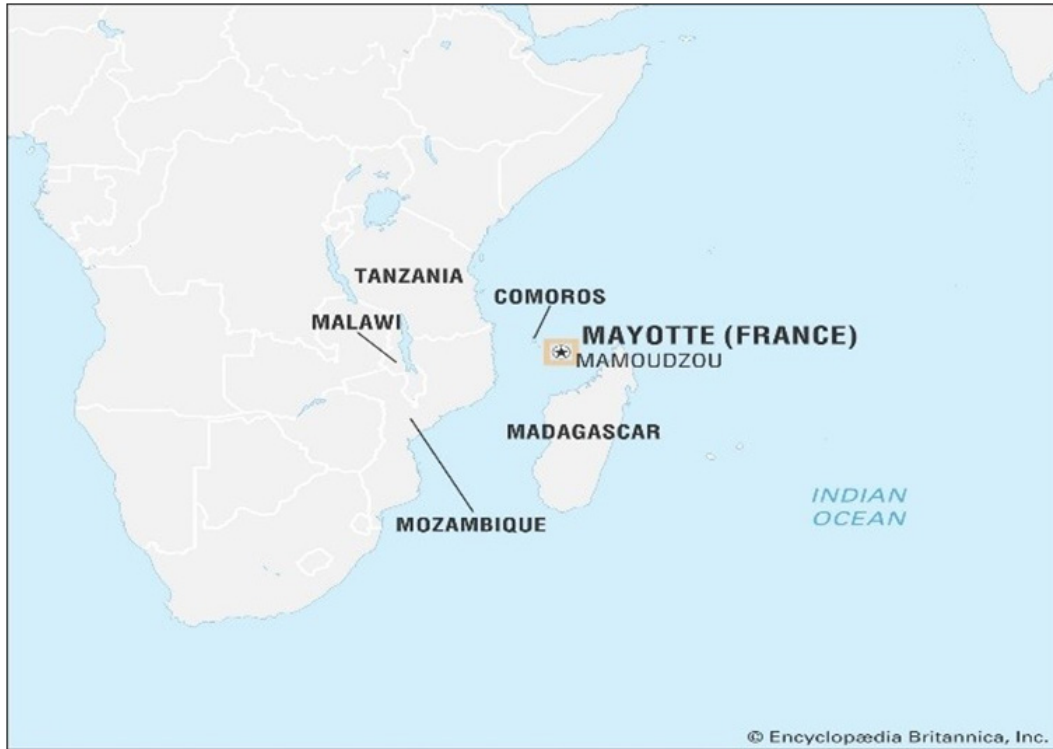 TANZANIA
COMOROS
MALAWI
MAYOTTE (FRANCE)
MAMOUDZOU
MADAGASCAR
INDIAN
OCEAN
MOZAMBIQUE
© Encyclopædia Britannica, Inc.